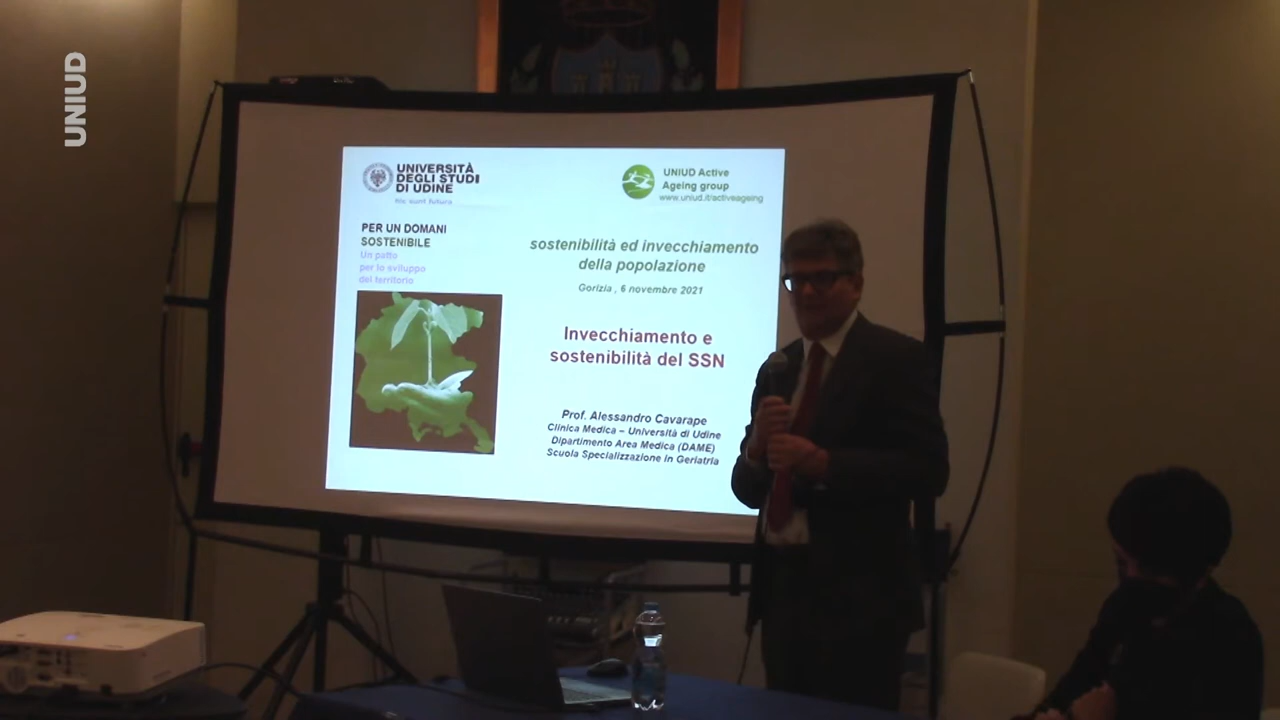 UNIUD
UNIVERSITÀ
DEGLI STUDI
DI UDINE
hic sunt futura
UNIUD Active
Ageing group
www.uniud.it/activeageing
PER UN DOMANI
SOSTENIBILE
Un patto
per lo sviluppo
del territorio
sostenibilità ed invecchiamento
della popolazione
Gorizia , 6 novembre 2021
Invecchiamento e
sostenibilità del SSN
Prof. Alessandro Cavarape
Clinica Medica – Università di Udine
Dipartimento Area Medica (DAME)
Scuola Specializzazione in Geriatria